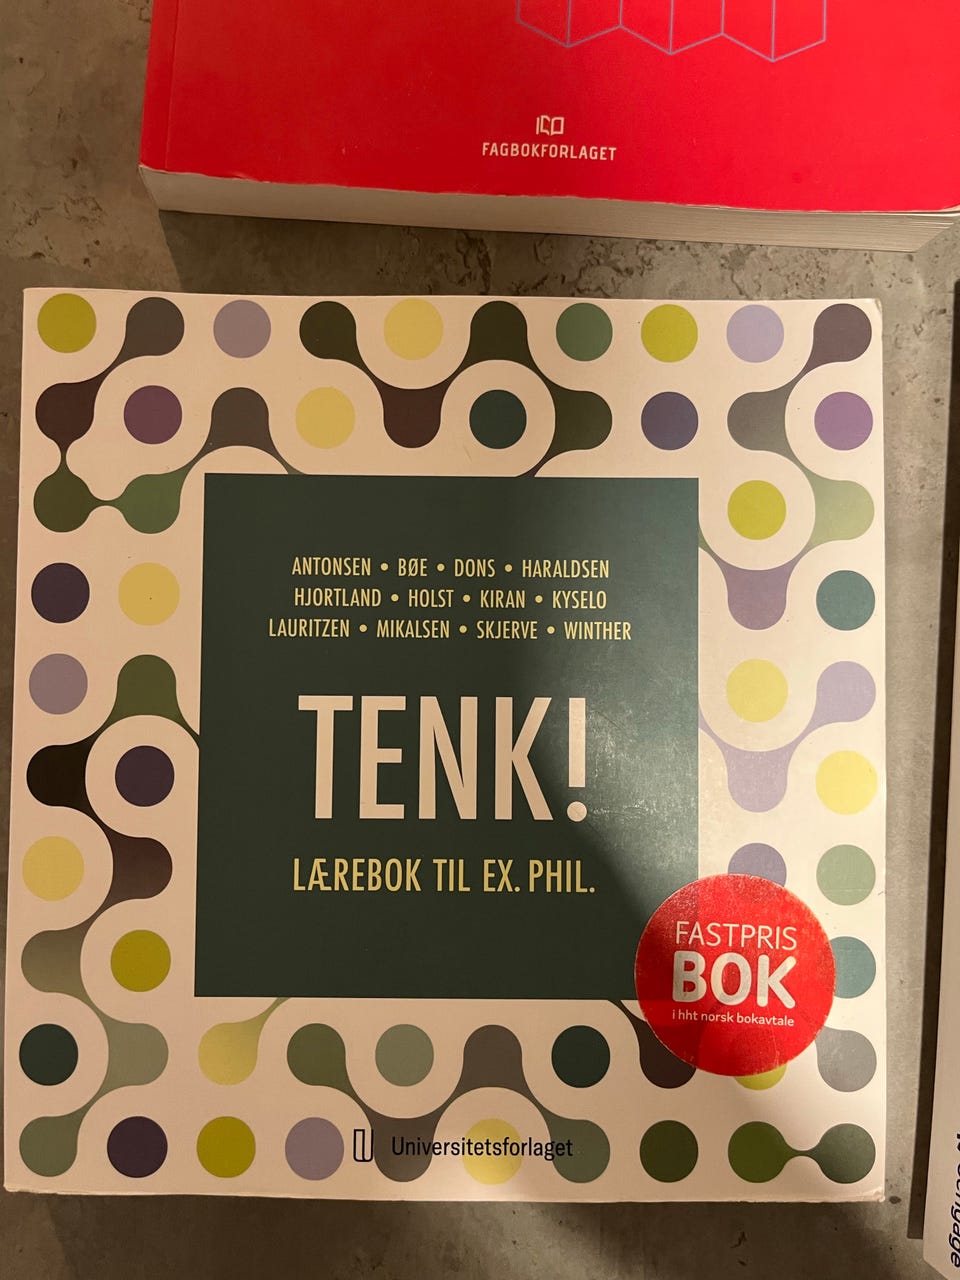 FAGBOKFORLAGET
ANTONSEN • BØE • DONS • HARALDSEN
HJORTLAND • HOLST • KIRAN • KYSELO
LAURITZEN • MIKALSEN • SKJERVE • WINTHER
TENK!
LÆREBOK TIL EX. PHIL.
FASTPRIS
BOK
i hht norsk bokavtale
Universitetsforlaget